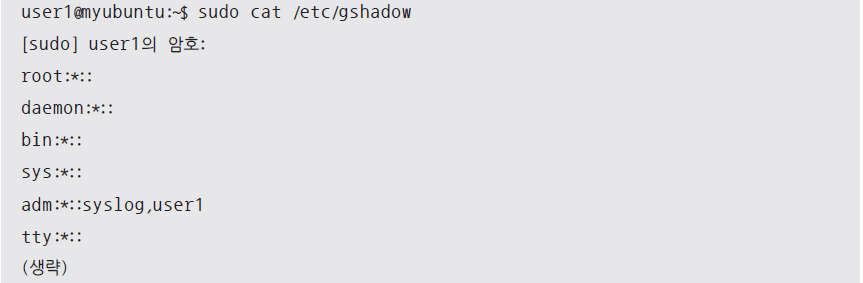 user1@myubuntu:~$ sudo cat /etc/gshadow
[sudo] user1의 암호:
root:*::
daemon:*::
bin:*::
sys:*::
adm:*::syslog,user1
tty:*::
(생략)